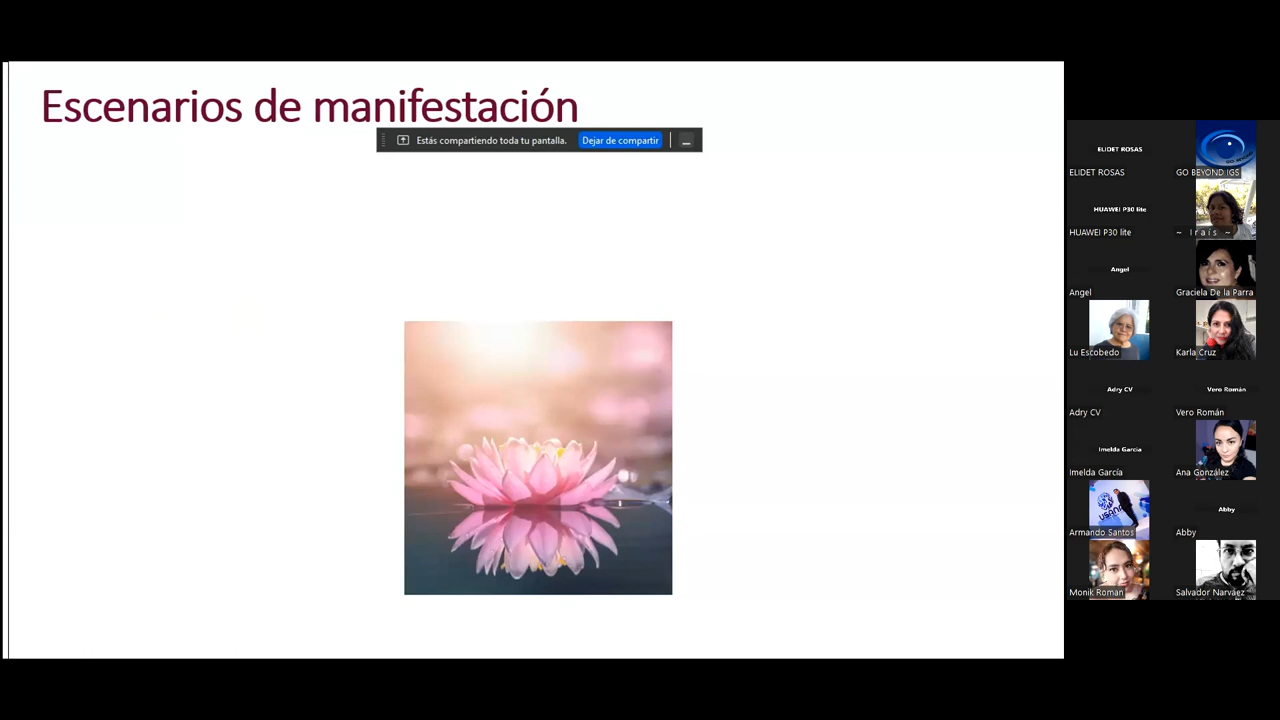 Escenarios de manifestación
Estás compartiendo toda tu pantalla. Dejar de compartir
ELIDET ROSAS
ELIDET ROSAS
GO BEYOND IGS
HUAWEI P30 lite
HUAWEI P30 lite
~ I r a i s ~
Angel
Angel
Graciela De la Parra
Lu Escobedo
Karla Cruz
Adry CV
Vero Román
Adry CV
Vero Román
Imelda García
Imelda García
Ana González
USANA
Abby
Armando Santos
Abby
Monik Roman
Salvador Narváez